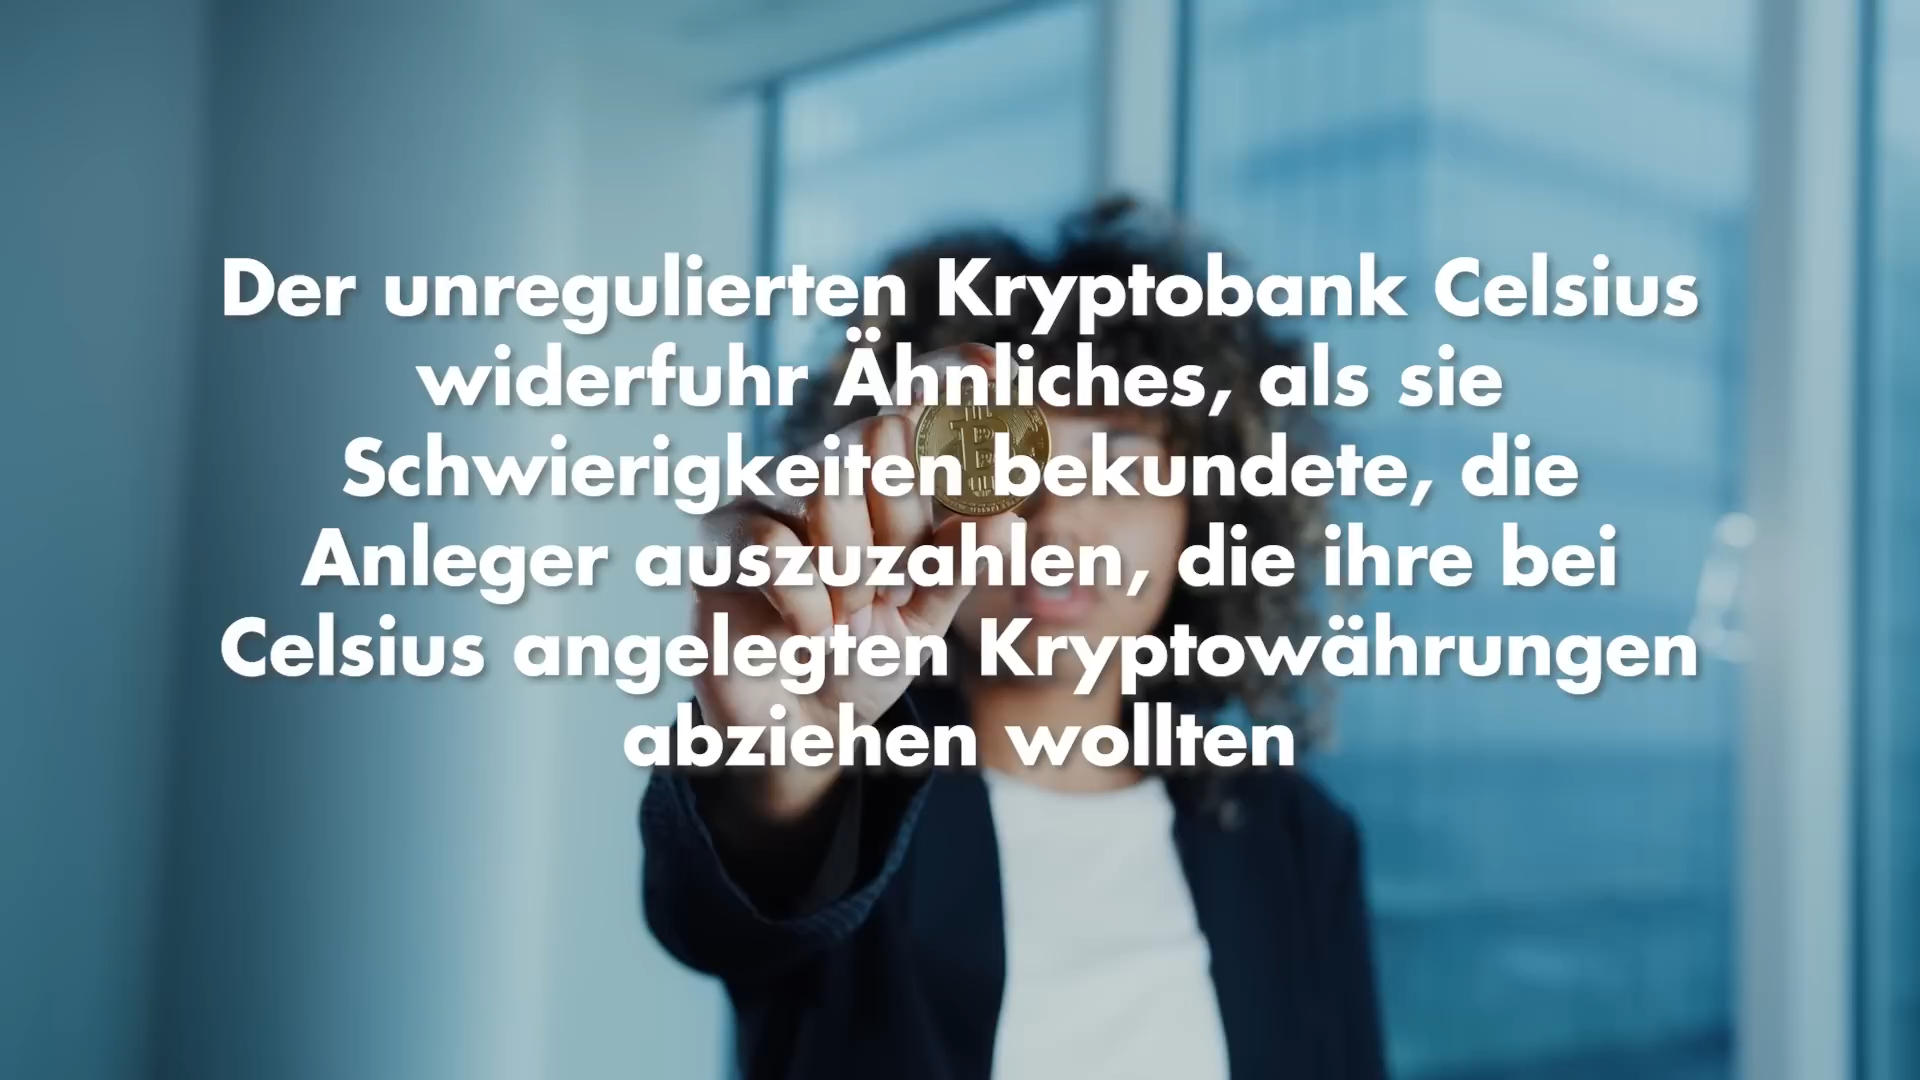 Der unregulierten Kryptobank Celsius
widerfuhr Ähnliches, als sie
Schwierigkeiten bekundete, die
Anleger auszuzahlen, die ihre bei
Celsius angelegten Kryptowährungen
abziehen wollten